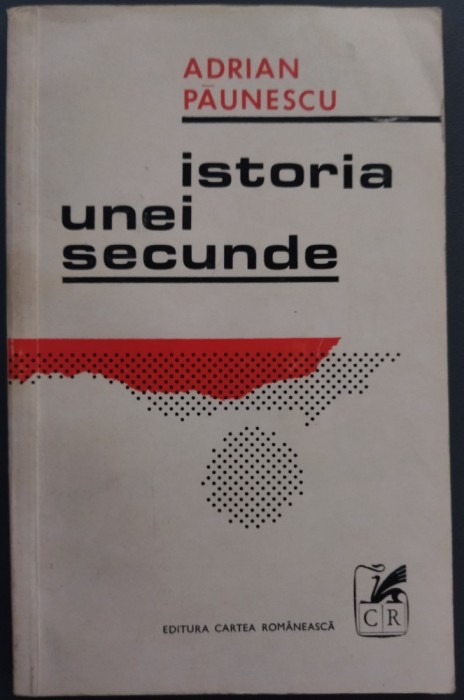 ADRIAN
PĂUNESCU
istoria
unei
secunde
EDITURA CARTEA ROMÂNEASCĂ
CR